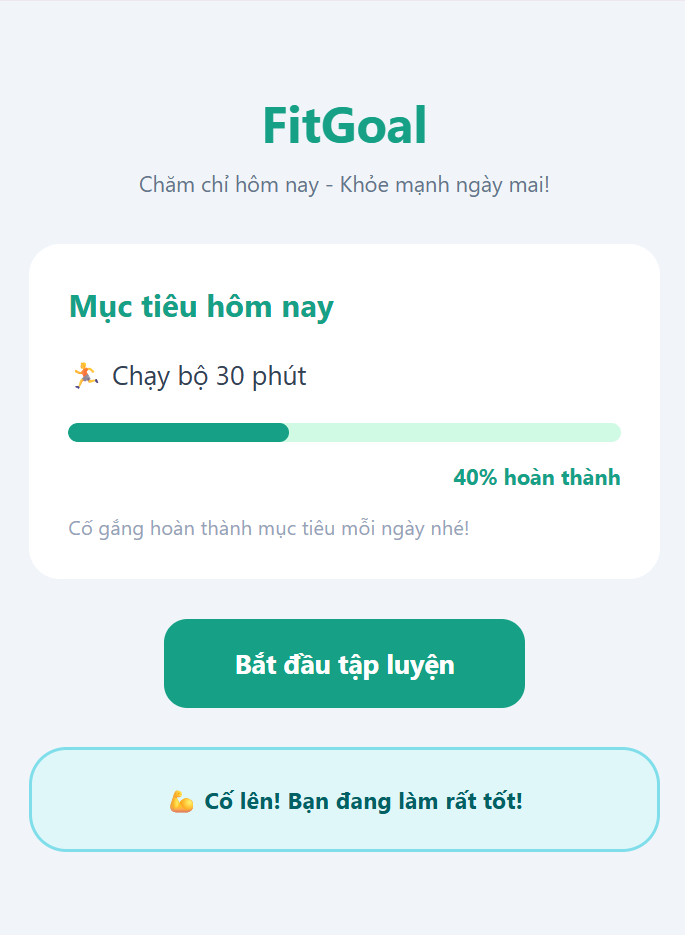 FitGoal
Chăm chỉ hôm nay - Khỏe mạnh ngày mai!
Mục tiêu hôm nay
🏃 Chạy bộ 30 phút
40% hoàn thành
Cố gắng hoàn thành mục tiêu mỗi ngày nhé!
Bắt đầu tập luyện
💪 Cố lên! Bạn đang làm rất tốt!